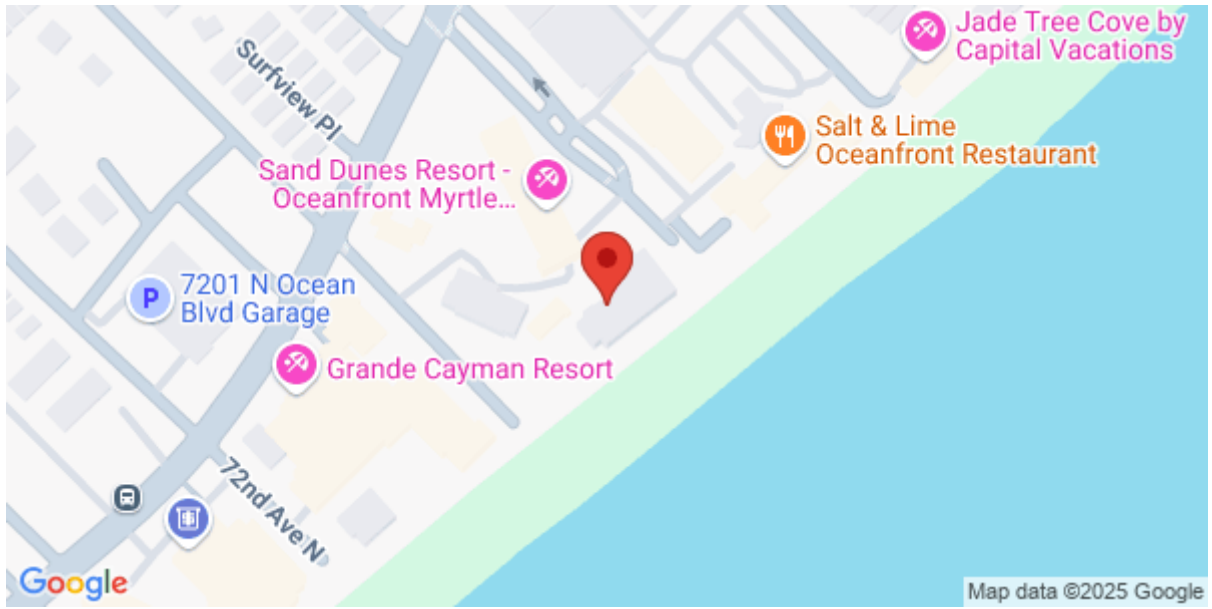 Jade Tree Cove by
Capital Vacations
Surfview Pl
Salt & Lime
Oceanfront Restaurant
Sand Dunes Resort -
Oceanfront Myrtle...
P
7201 N Ocean
Blvd Garage
Grande Cayman Resort
72nd Ave N
Google
Map data ©2025 Google